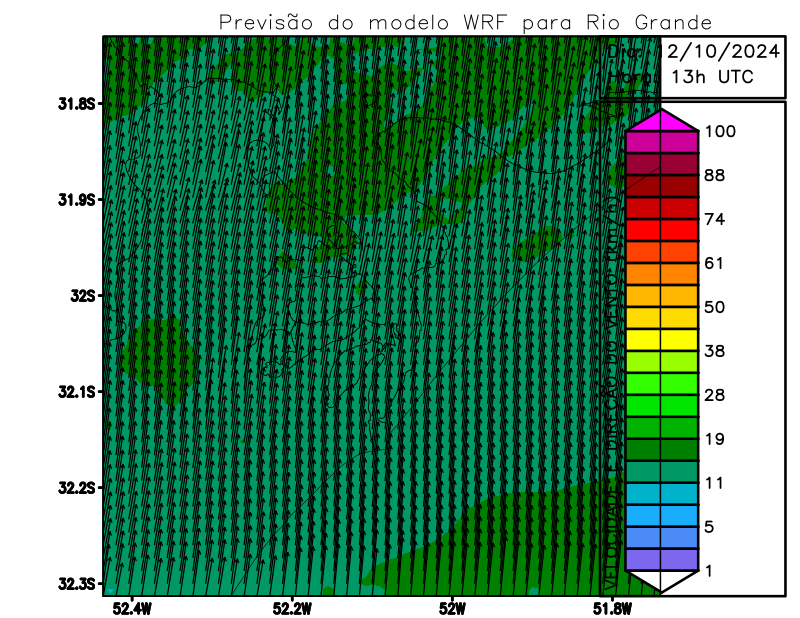 Previsão do modelo WRF para Rio Grande
2/10/2024
13h UTC
31.8S
31.9S
32S
32.1S
32.2S
32.3S
52.4W
52.2W
52W
51.8W
100
88
74
61
50
38
28
19
11
5
1
VELOCIDADE E DIREÇÃO DO VENTO (km/h)